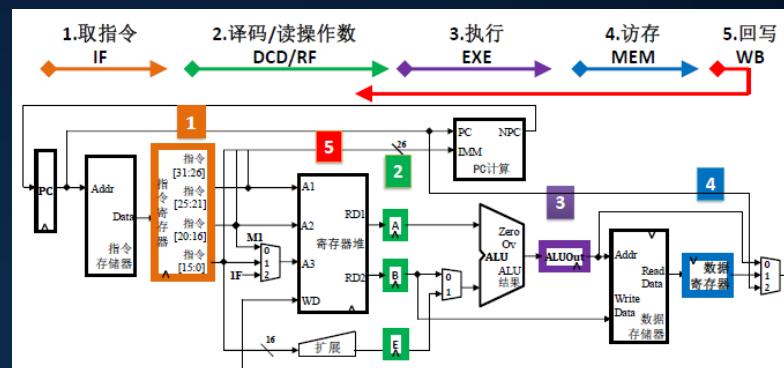 1.取指令
IF
2.译码/读操作数
DCD/RF
3.执行
EXE
4.访存
MEM
5.回写
WB
1
5
26
2
PC NPC
IMM
PC计算
3
4
PC
Addr
Data
指令
存储器
指令寄存器
指令
[31:26]
指令
[25:21]
指令
[20:16]
指令
[15:0]
M1
0
1
2
1F
A1
A2
A3
WD
RD1
RD2
寄存器堆
16
扩展
A
B
E
0
1
Zero
Ov
ALU
ALU
结果
ALUOut
Addr
Read
Data
Write
Data
数据
存储器
数据
寄存器
0
1
2